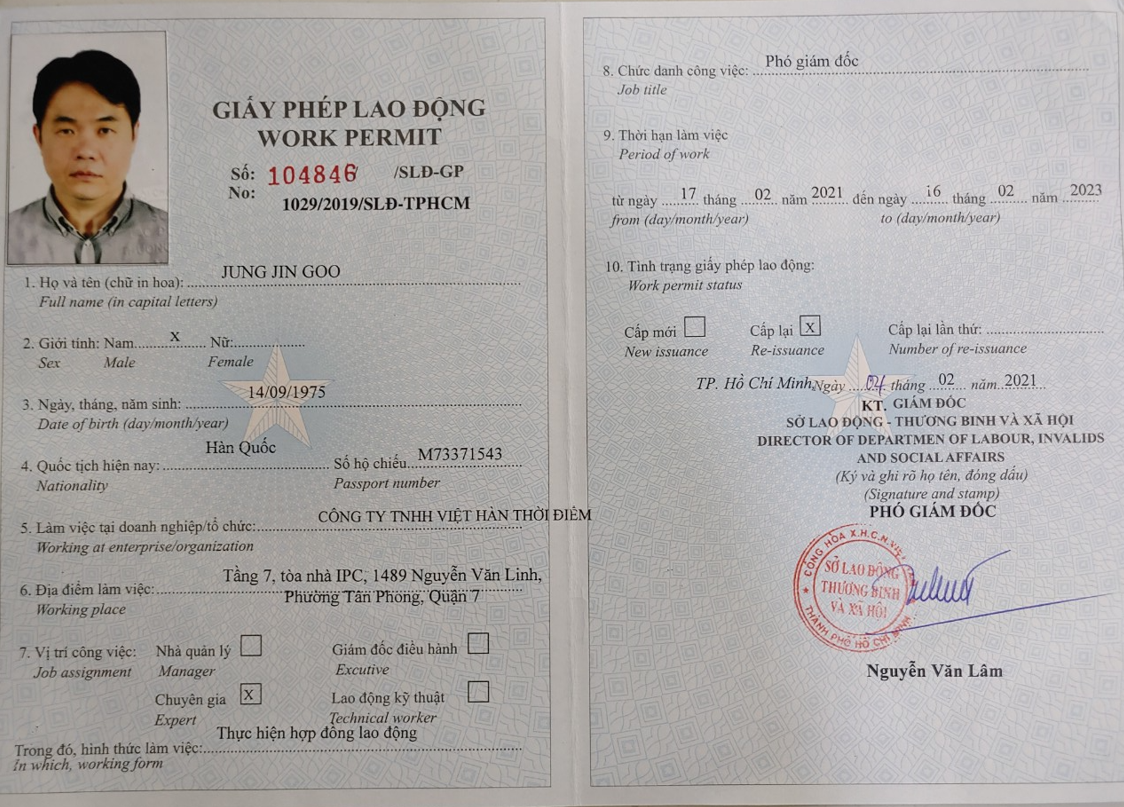 GIẤY PHÉP LAO ĐỘNG
WORK PERMIT
Số: 104846 /SLĐ-GP
No: 1029/2019/SLĐ-TPHCM
1. Họ và tên (chữ in hoa): JUNG JIN GOO
Full name (in capital letters)
2. Giới tính: Nam X Nữ:
Sex Male Female
3. Ngày, tháng, năm sinh: 14/09/1975
Date of birth (day/month/year)
4. Quốc tịch hiện nay: Hàn Quốc Số hộ chiếu M73371543
Nationality Passport number
5. Làm việc tại doanh nghiệp/tổ chức: CÔNG TY TNHH VIỆT HÀN THỜI ĐIỂM
Working at enterprise/organization
6. Địa điểm làm việc: Tầng 7, tòa nhà IPC, 1489 Nguyễn Văn Linh,
Working place Phường Tân Phong, Quận 7
7. Vị trí công việc: Nhà quản lý Giám đốc điều hành
Job assignment Manager Excutive
Chuyên gia X Lao động kỹ thuật
Expert Technical worker
Trong đó, hình thức làm việc: Thực hiện hợp đồng lao động
In which, working form
8. Chức danh công việc: Phó giám đốc
Job title
9. Thời hạn làm việc
Period of work
từ ngày 17 tháng 02 năm 2021 đến ngày 16 tháng 02 năm 2023
from (day/month/year) to (day/month/year)
10. Tình trạng giấy phép lao động:
Work permit status
Cấp mới Cấp lại X Cấp lại lần thứ:
New issuance Re-issuance Number of re-issuance
TP. Hồ Chí Minh, Ngày 04 tháng 02 năm 2021
KT. GIÁM ĐỐC
SỞ LAO ĐỘNG - THƯƠNG BINH VÀ XÃ HỘI
DIRECTOR OF DEPARTMEN OF LABOUR, INVALIDS
AND SOCIAL AFFAIRS
(Ký và ghi rõ họ tên, đóng dấu)
(Signature and stamp)
PHÓ GIÁM ĐỐC
CỘNG HÒA X.H.C.N. VIỆT
SỞ LAO ĐỘNG
THƯƠNG BINH
VÀ XÃ HỘI
THÀNH PHỐ HỒ CHÍ MINH
Nguyễn Văn Lâm